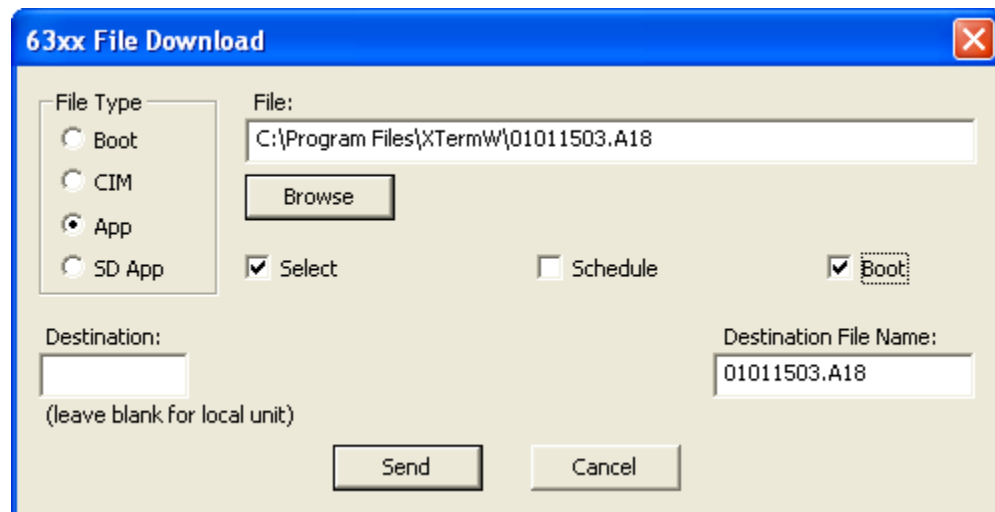 63xx File Download
File Type
Boot
CIM
App
SD App
File:
C:\Program Files\XTermW\01011503.A18
Browse
Select
Schedule
Boot
Destination:
(leave blank for local unit)
Destination File Name:
01011503.A18
Send
Cancel